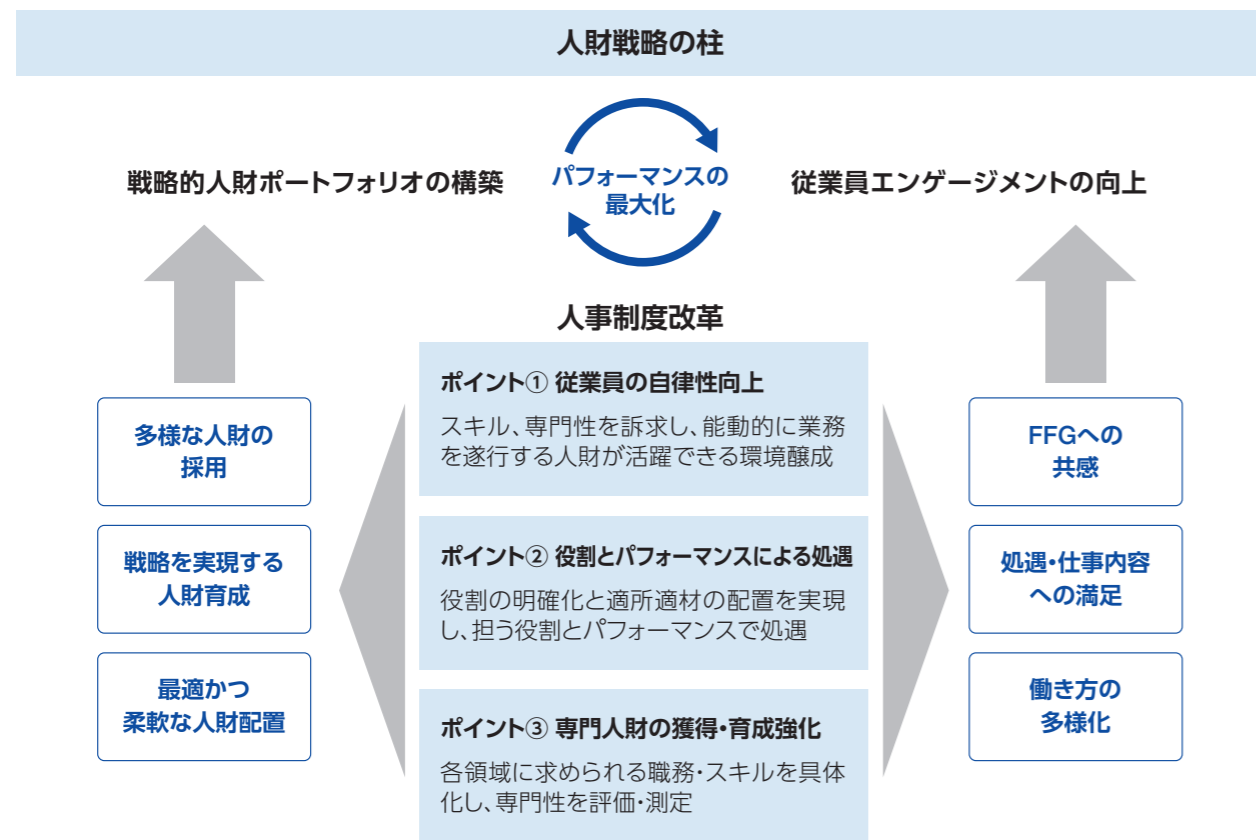 人財戦略の柱
戦略的人財ポートフォリオの構築
パフォーマンスの
最大化
従業員エンゲージメントの向上
人事制度改革
多様な人財の
採用
戦略を実現する
人財育成
最適かつ
柔軟な人財配置
ポイント① 従業員の自律性向上
スキル、専門性を訴求し、能動的に業務
を遂行する人財が活躍できる環境醸成
ポイント② 役割とパフォーマンスによる処遇
役割の明確化と適所適材の配置を実現
し、担う役割とパフォーマンスで処遇
ポイント③ 専門人財の獲得・育成強化
各領域に求められる職務・スキルを具体
化し、専門性を評価・測定
FFGへの
共感
処遇・仕事内容
への満足
働き方の
多様化